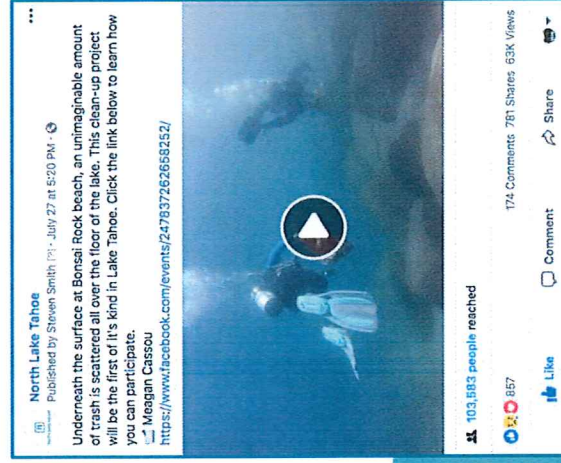 North Lake Tahoe
Published by Steven Smith [?] · July 27 at 5:20 PM ·
Underneath the surface at Bonsai Rock beach, an unimaginable amount
of trash is scattered all over the floor of the lake. This clean-up project
will be the first of it's kind in Lake Tahoe. Click the link below to learn how
you can participate.
Meagan Cassou
https://www.facebook.com/events/2478372626658252/
103,583 people reached
857 174 Comments 781 Shares 63K Views
Like Comment Share